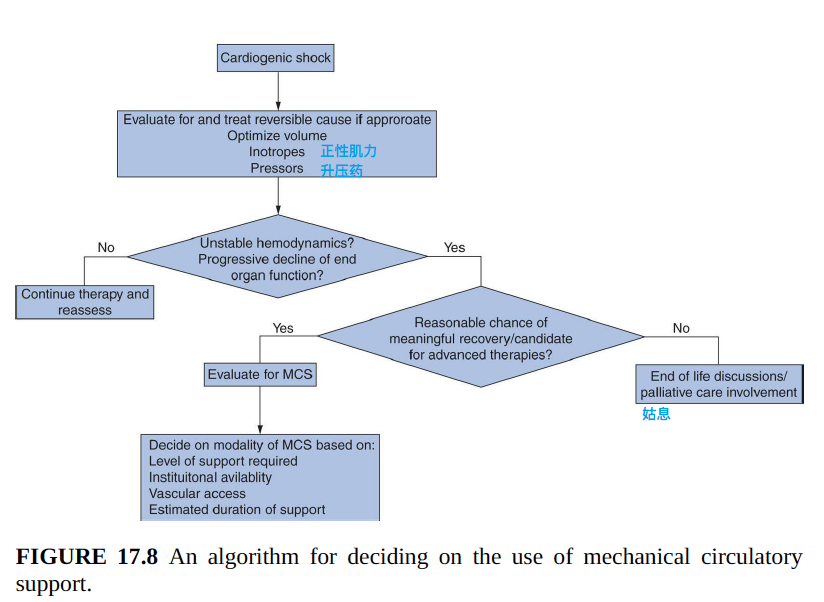 Cardiogenic shock
Evaluate for and treat reversible cause if approroate
Optimize volume
Inotropes 正性肌力
Pressors 升压药
Unstable hemodynamics?
Progressive decline of end
organ function?
No
Yes
Continue therapy and
reassess
Reasonable chance of
meaningful recovery/candidate
for advanced therapies?
Yes
No
Evaluate for MCS
End of life discussions/
palliative care involvement
姑息
Decide on modality of MCS based on:
Level of support required
Instituitonal avilablity
Vascular access
Estimated duration of support
FIGURE 17.8 An algorithm for deciding on the use of mechanical circulatory
support.